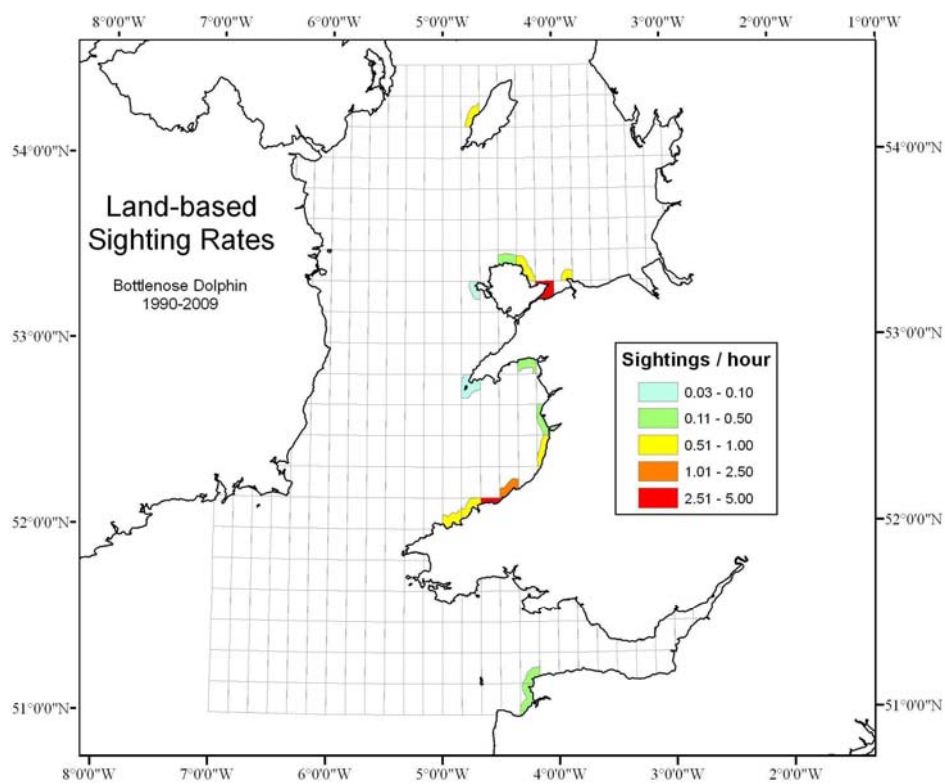 8°0'0"W 7°0'0"W 6°0'0"W 5°0'0"W 4°0'0"W 3°0'0"W 2°0'0"W 1°0'0"W
54°0'0"N 54°0'0"N
Land-based
Sighting Rates
Bottlenose Dolphin
1990-2009
53°0'0"N 53°0'0"N
Sightings / hour
0.03 - 0.10
0.11 - 0.50
0.51 - 1.00
1.01 - 2.50
2.51 - 5.00
52°0'0"N 52°0'0"N
51°0'0"N 51°0'0"N
8°0'0"W 7°0'0"W 6°0'0"W 5°0'0"W 4°0'0"W 3°0'0"W 2°0'0"W 1°0'0"W